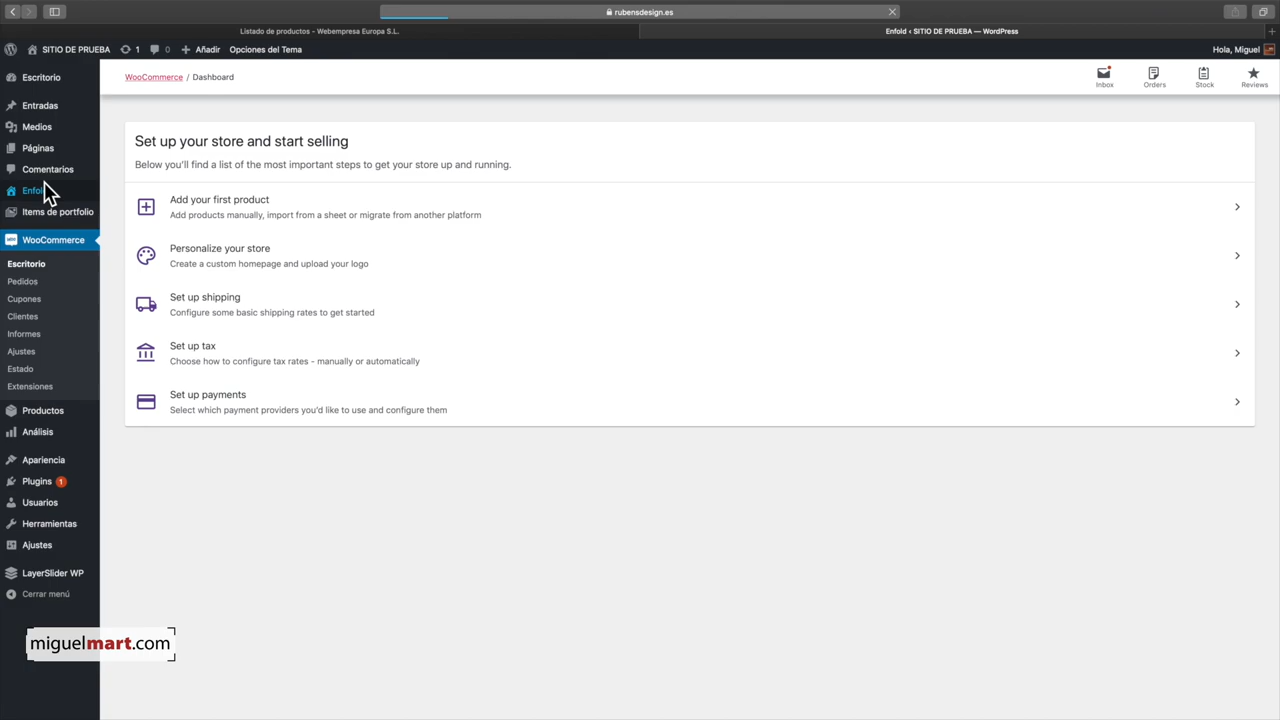 rubensdesign.es
Listado de productos - Webempresa Europa S.L.
Enfold ‹ SITIO DE PRUEBA — WordPress
SITIO DE PRUEBA
1
0
Añadir
Opciones del Tema
Hola, Miguel
Escritorio
Entradas
Medios
Páginas
Comentarios
Enfold
Items de portfolio
WooCommerce
Escritorio
Pedidos
Cupones
Clientes
Informes
Ajustes
Estado
Extensiones
Productos
Análisis
Apariencia
Plugins 1
Usuarios
Herramientas
Ajustes
LayerSlider WP
Cerrar menú
WooCommerce / Dashboard
Inbox
Orders
Stock
Reviews
Set up your store and start selling
Below you'll find a list of the most important steps to get your store up and running.
Add your first product
Add products manually, import from a sheet or migrate from another platform
Personalize your store
Create a custom homepage and upload your logo
Set up shipping
Configure some basic shipping rates to get started
Set up tax
Choose how to configure tax rates - manually or automatically
Set up payments
Select which payment providers you'd like to use and configure them
miguelmart.com